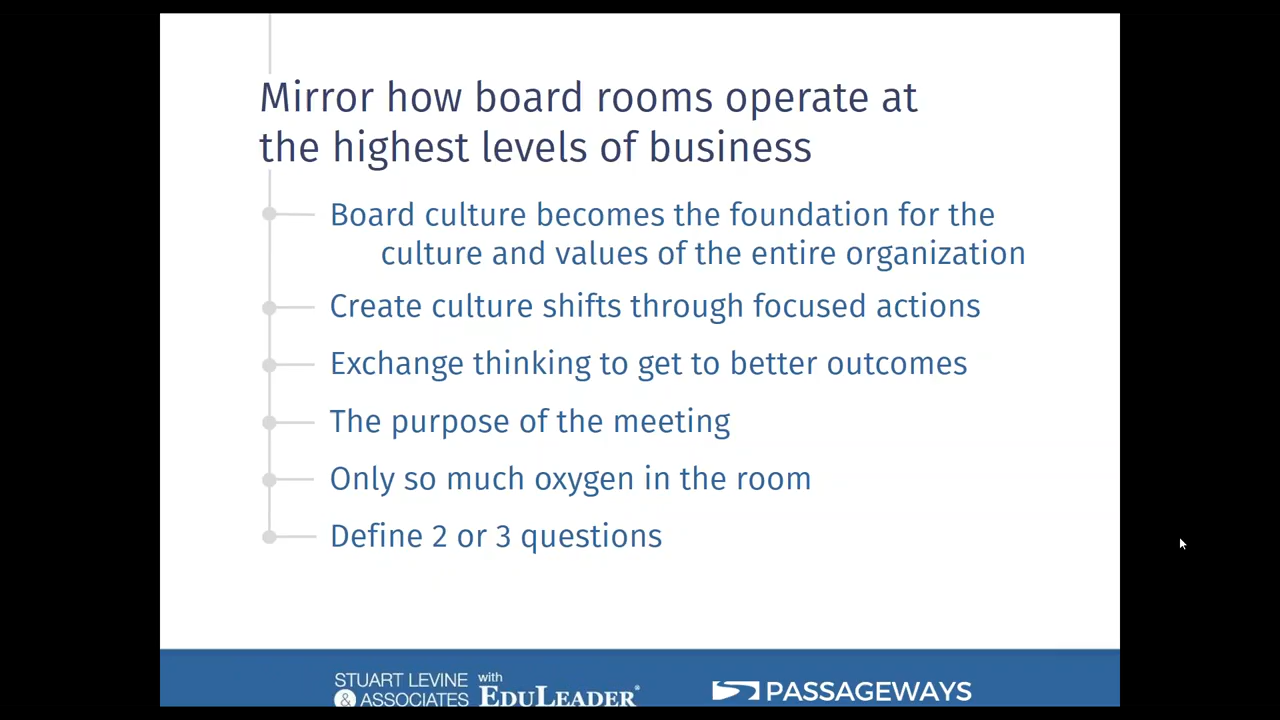 Mirror how board rooms operate at
the highest levels of business
Board culture becomes the foundation for the
culture and values of the entire organization
Create culture shifts through focused actions
Exchange thinking to get to better outcomes
The purpose of the meeting
Only so much oxygen in the room
Define 2 or 3 questions
STUART LEVINE
& ASSOCIATES
with
EDULEADER®
PASSAGEWAYS